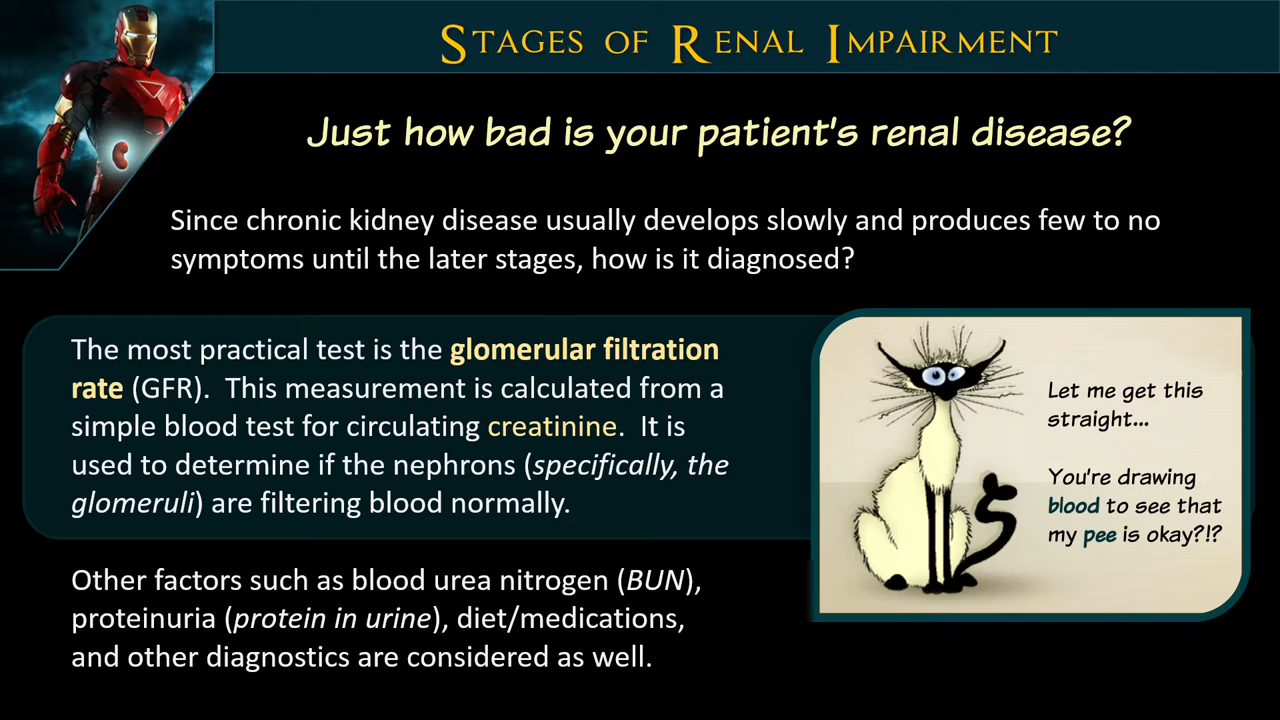 Stages of Renal Impairment
Just how bad is your patient's renal disease?
Since chronic kidney disease usually develops slowly and produces few to no
symptoms until the later stages, how is it diagnosed?
The most practical test is the glomerular filtration
rate (GFR).  This measurement is calculated from a
simple blood test for circulating creatinine.  It is
used to determine if the nephrons (specifically, the
glomeruli) are filtering blood normally.
Let me get this
straight...
You're drawing
blood to see that
my pee is okay?!?
Other factors such as blood urea nitrogen (BUN),
proteinuria (protein in urine), diet/medications,
and other diagnostics are considered as well.